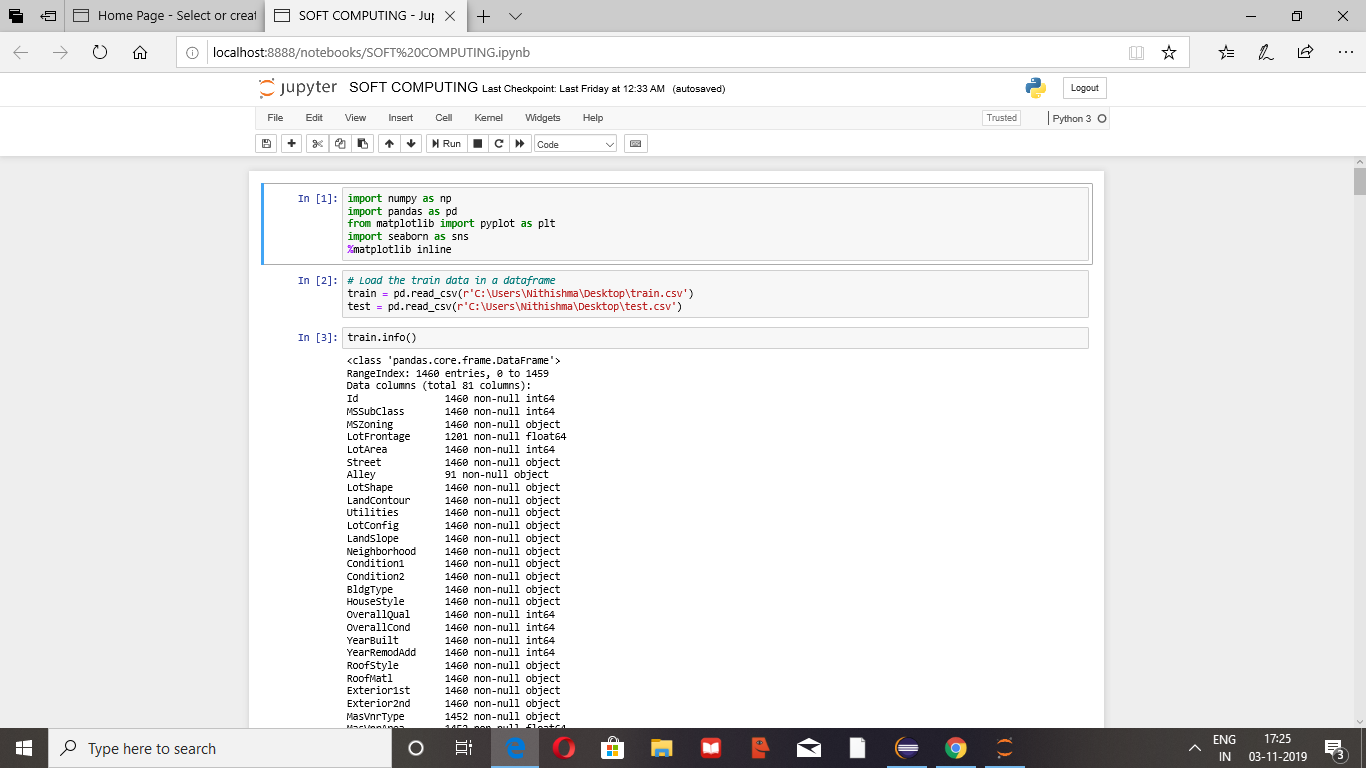 Home Page - Select or creat
SOFT COMPUTING - Jup
localhost:8888/notebooks/SOFT%20COMPUTING.ipynb
jupyter SOFT COMPUTING Last Checkpoint: Last Friday at 12:33 AM (autosaved)
Logout
File Edit View Insert Cell Kernel Widgets Help
Trusted
Python 3
Run
Code
In [1]: import numpy as np
import pandas as pd
from matplotlib import pyplot as plt
import seaborn as sns
%matplotlib inline
In [2]: # Load the train data in a dataframe
train = pd.read_csv(r'C:\Users\Nithishma\Desktop\train.csv')
test = pd.read_csv(r'C:\Users\Nithishma\Desktop\test.csv')
In [3]: train.info()
<class 'pandas.core.frame.DataFrame'>
RangeIndex: 1460 entries, 0 to 1459
Data columns (total 81 columns):
Id 1460 non-null int64
MSSubClass 1460 non-null int64
MSZoning 1460 non-null object
LotFrontage 1201 non-null float64
LotArea 1460 non-null int64
Street 1460 non-null object
Alley 91 non-null object
LotShape 1460 non-null object
LandContour 1460 non-null object
Utilities 1460 non-null object
LotConfig 1460 non-null object
LandSlope 1460 non-null object
Neighborhood 1460 non-null object
Condition1 1460 non-null object
Condition2 1460 non-null object
BldgType 1460 non-null object
HouseStyle 1460 non-null object
OverallQual 1460 non-null int64
OverallCond 1460 non-null int64
YearBuilt 1460 non-null int64
YearRemodAdd 1460 non-null int64
RoofStyle 1460 non-null object
RoofMatl 1460 non-null object
Exterior1st 1460 non-null object
Exterior2nd 1460 non-null object
MasVnrType 1452 non-null object
Type here to search
ENG
IN
17:25
03-11-2019
3